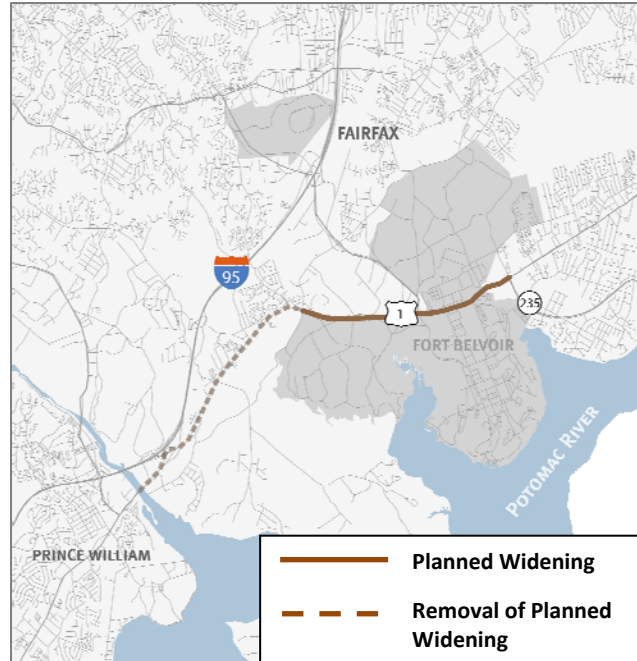 FAIRFAX
95
1
235
FORT BELVOIR
POTOMAC RIVER
PRINCE WILLIAM
Planned Widening
Removal of Planned
Widening